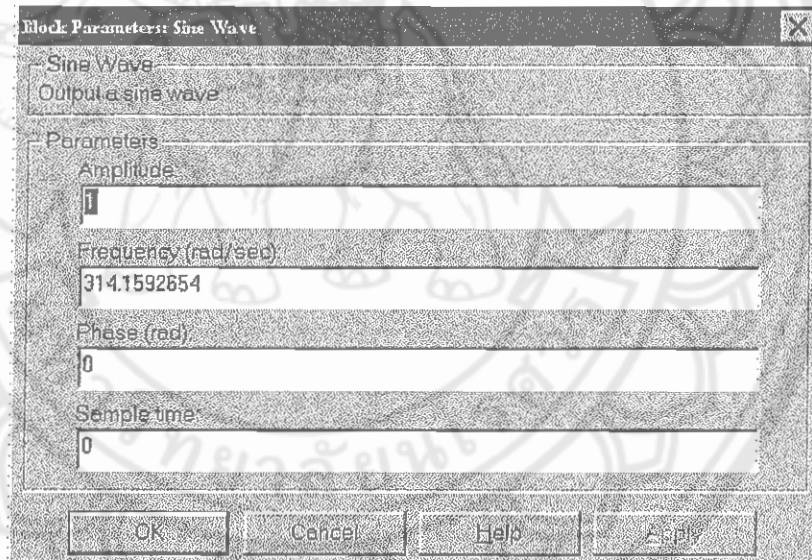 Block Parameters: Sine Wave
Sine Wave
Output a sine wave
Parameters
Amplitude:
1
Frequency (rad/sec):
314.1592654
Phase (rad):
0
Sample time:
0
OK
Cancel
Help
Apply